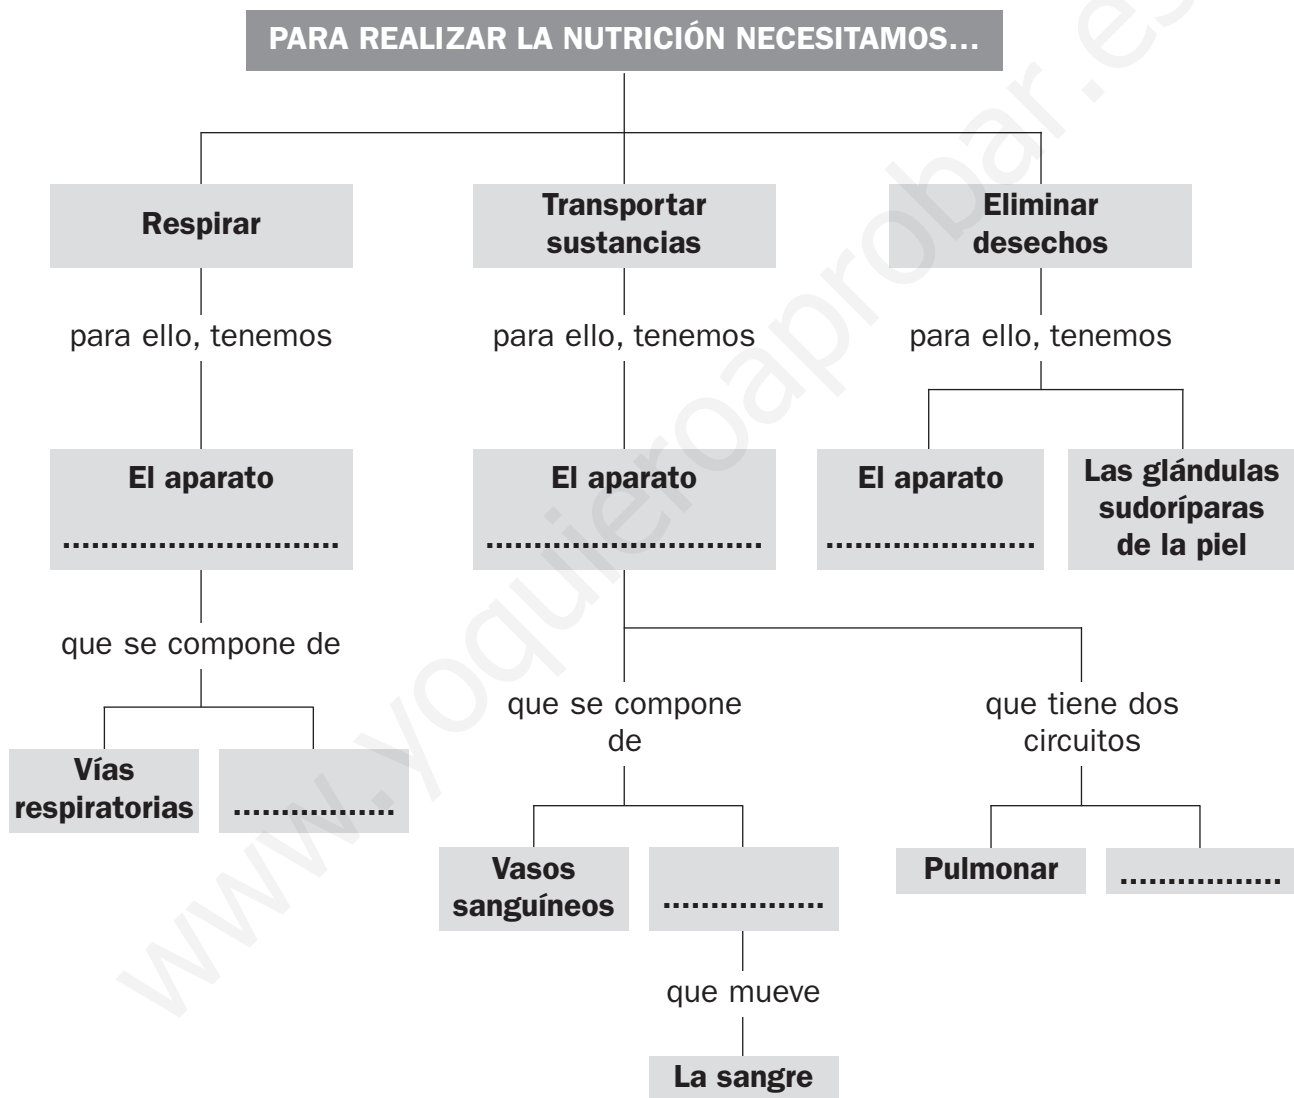 PARA REALIZAR LA NUTRICIÓN NECESITAMOS...
Respirar
Transportar
sustancias
Eliminar
desechos
para ello, tenemos
para ello, tenemos
para ello, tenemos
El aparato
.............................
El aparato
.............................
El aparato
......................
Las glándulas
sudoríparas
de la piel
que se compone de
que se compone
de
que tiene dos
circuitos
Vías
respiratorias
.................
Vasos
sanguíneos
.................
Pulmonar
.................
que mueve
La sangre
www.yoquieroaprobar.es